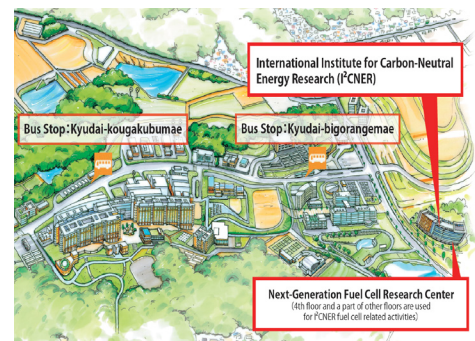 International Institute for Carbon-Neutral
Energy Research (I²CNER)
Bus Stop:Kyudai-kougakubumae
Bus Stop:Kyudai-bigorangemae
Next-Generation Fuel Cell Research Center
(4th floor and a part of other floors are used
for I²CNER fuel cell related activities)